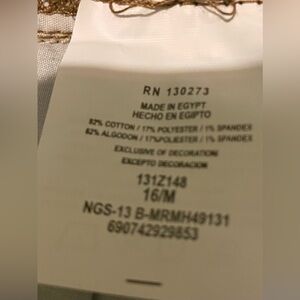 RN 130273
MADE IN EGYPT
HECHO EN EGIPTO
82% COTTON / 17% POLYESTER / 1% SPANDEX
82% ALGODON / 17%POLIESTER / 1% SPANDEX
EXCLUSIVE OF DECORATION
EXCEPTO DECORACION
131Z148
16/M
NGS-13 B-MRMH49131
690742929853